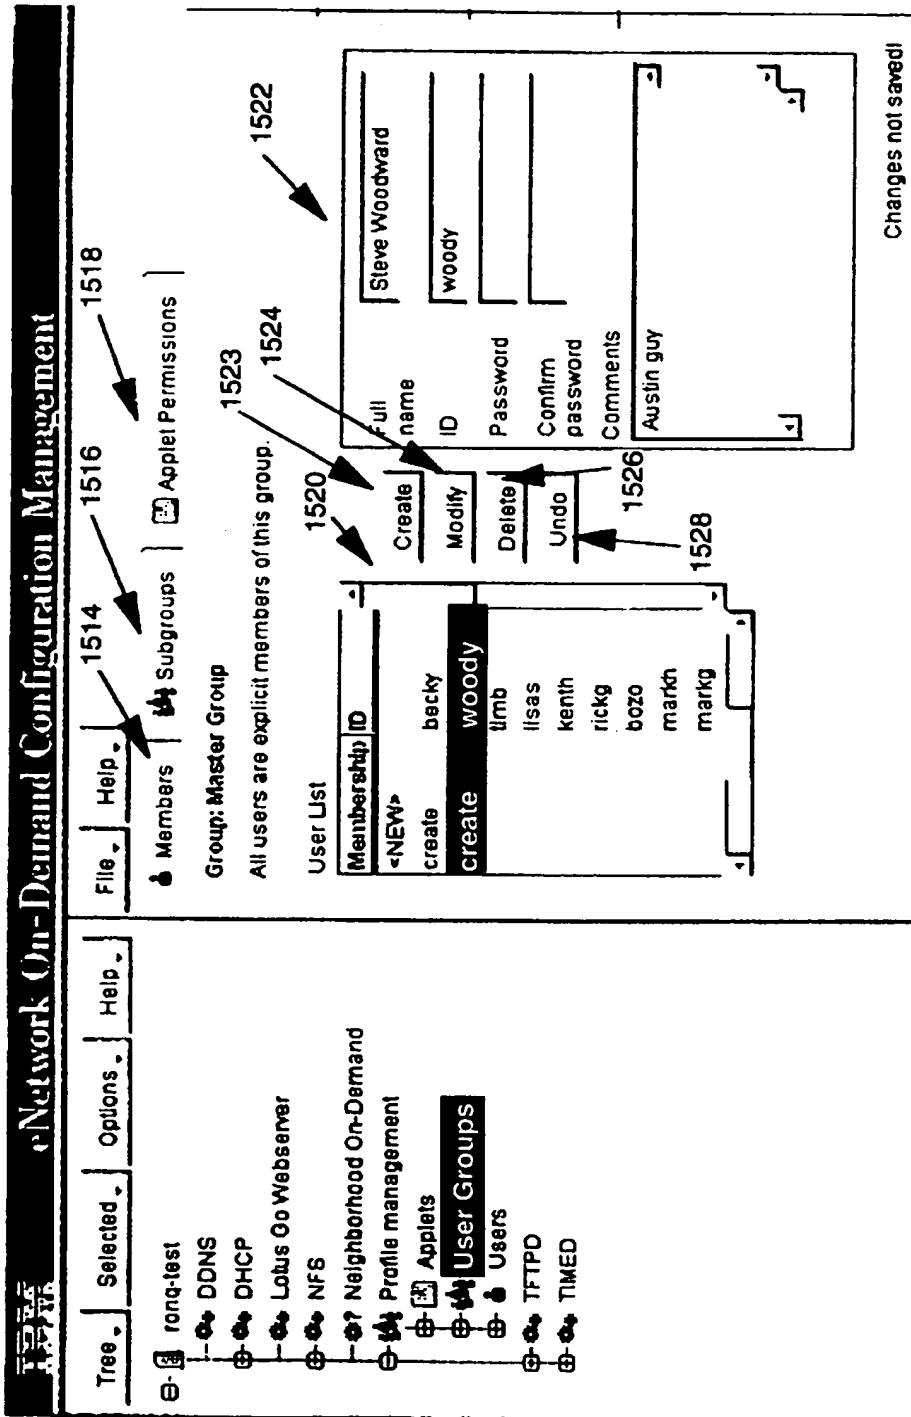 IBM
eNetwork On-Demand Configuration Management
Tree Selected Options Help
ronq-test
DDNS
DHCP
Lotus Go Webserver
NFS
Neighborhood On-Demand
Profile management
Applets
User Groups
Users
TFTPD
TIMED
File Help
Members Subgroups Applet Permissions
1514 1516 1518
Group: Master Group
All users are explicit members of this group.
User List
Membership ID
<NEW>
create becky
create woody
timb
lisas
kenth
rickg
bozo
markh
markg
1520
1523
1524
1522
Create
Modify
Delete
Undo
1526
1528
Full name Steve Woodward
ID woody
Password
Confirm password
Comments
Austin guy
Changes not saved!